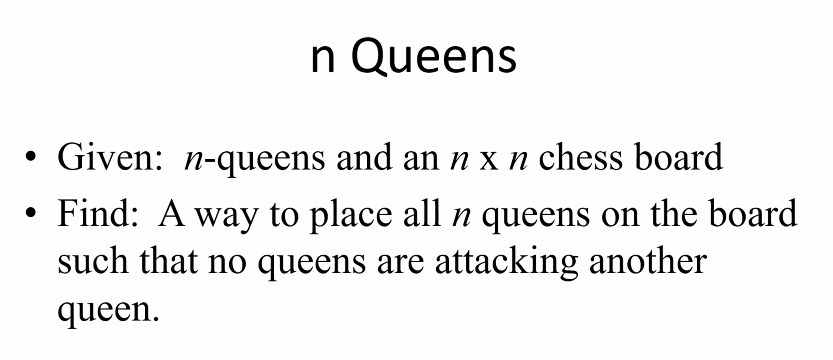 n Queens
• Given: n-queens and an n x n chess board
• Find: A way to place all n queens on the board
such that no queens are attacking another
queen.